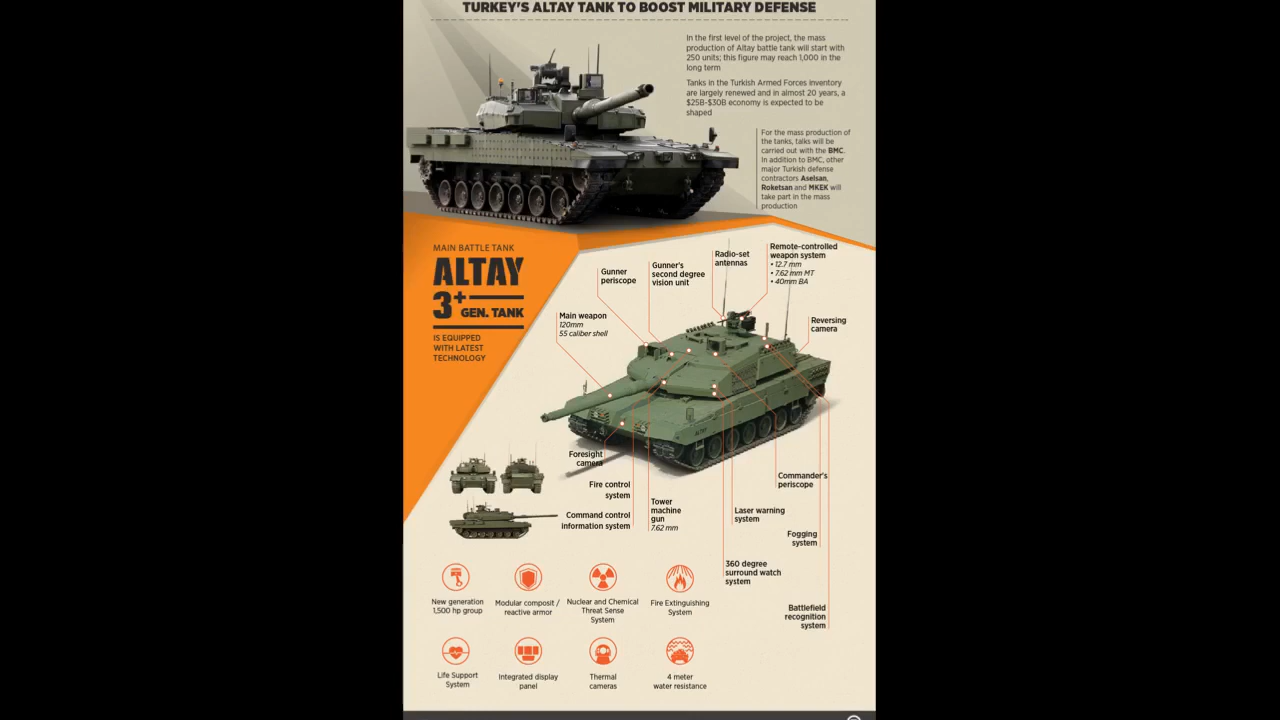 TURKEY'S ALTAY TANK TO BOOST MILITARY DEFENSE
In the first level of the project, the mass
production of Altay battle tank will start with
250 units; this figure may reach 1,000 in the
long term
Tanks in the Turkish Armed Forces inventory
are largely renewed and in almost 20 years, a
$25B-$30B economy is expected to be
shaped
For the mass production of
the tanks, talks will be
carried out with the BMC.
In addition to BMC, other
major Turkish defense
contractors Aselsan,
Roketsan and MKEK will
take part in the mass
production
MAIN BATTLE TANK
ALTAY
3+ GEN. TANK
IS EQUIPPED
WITH LATEST
TECHNOLOGY
Main weapon
120mm
55 caliber shell
Gunner
periscope
Gunner's
second degree
vision unit
Radio-set
antennas
Remote-controlled
weapon system
• 12.7 mm
• 7.62 mm MT
• 40mm BA
Reversing
camera
ALTAY
Foresight
camera
Fire control
system
Command control
information system
Tower
machine
gun
7.62 mm
Laser warning
system
Commander's
periscope
Fogging
system
360 degree
surround watch
system
Battlefield
recognition
system
New generation
1,500 hp group
Modular composit /
reactive armor
Nuclear and Chemical
Threat Sense
System
Fire Extinguishing
System
Life Support
System
Integrated display
panel
Thermal
cameras
4 meter
water resistance